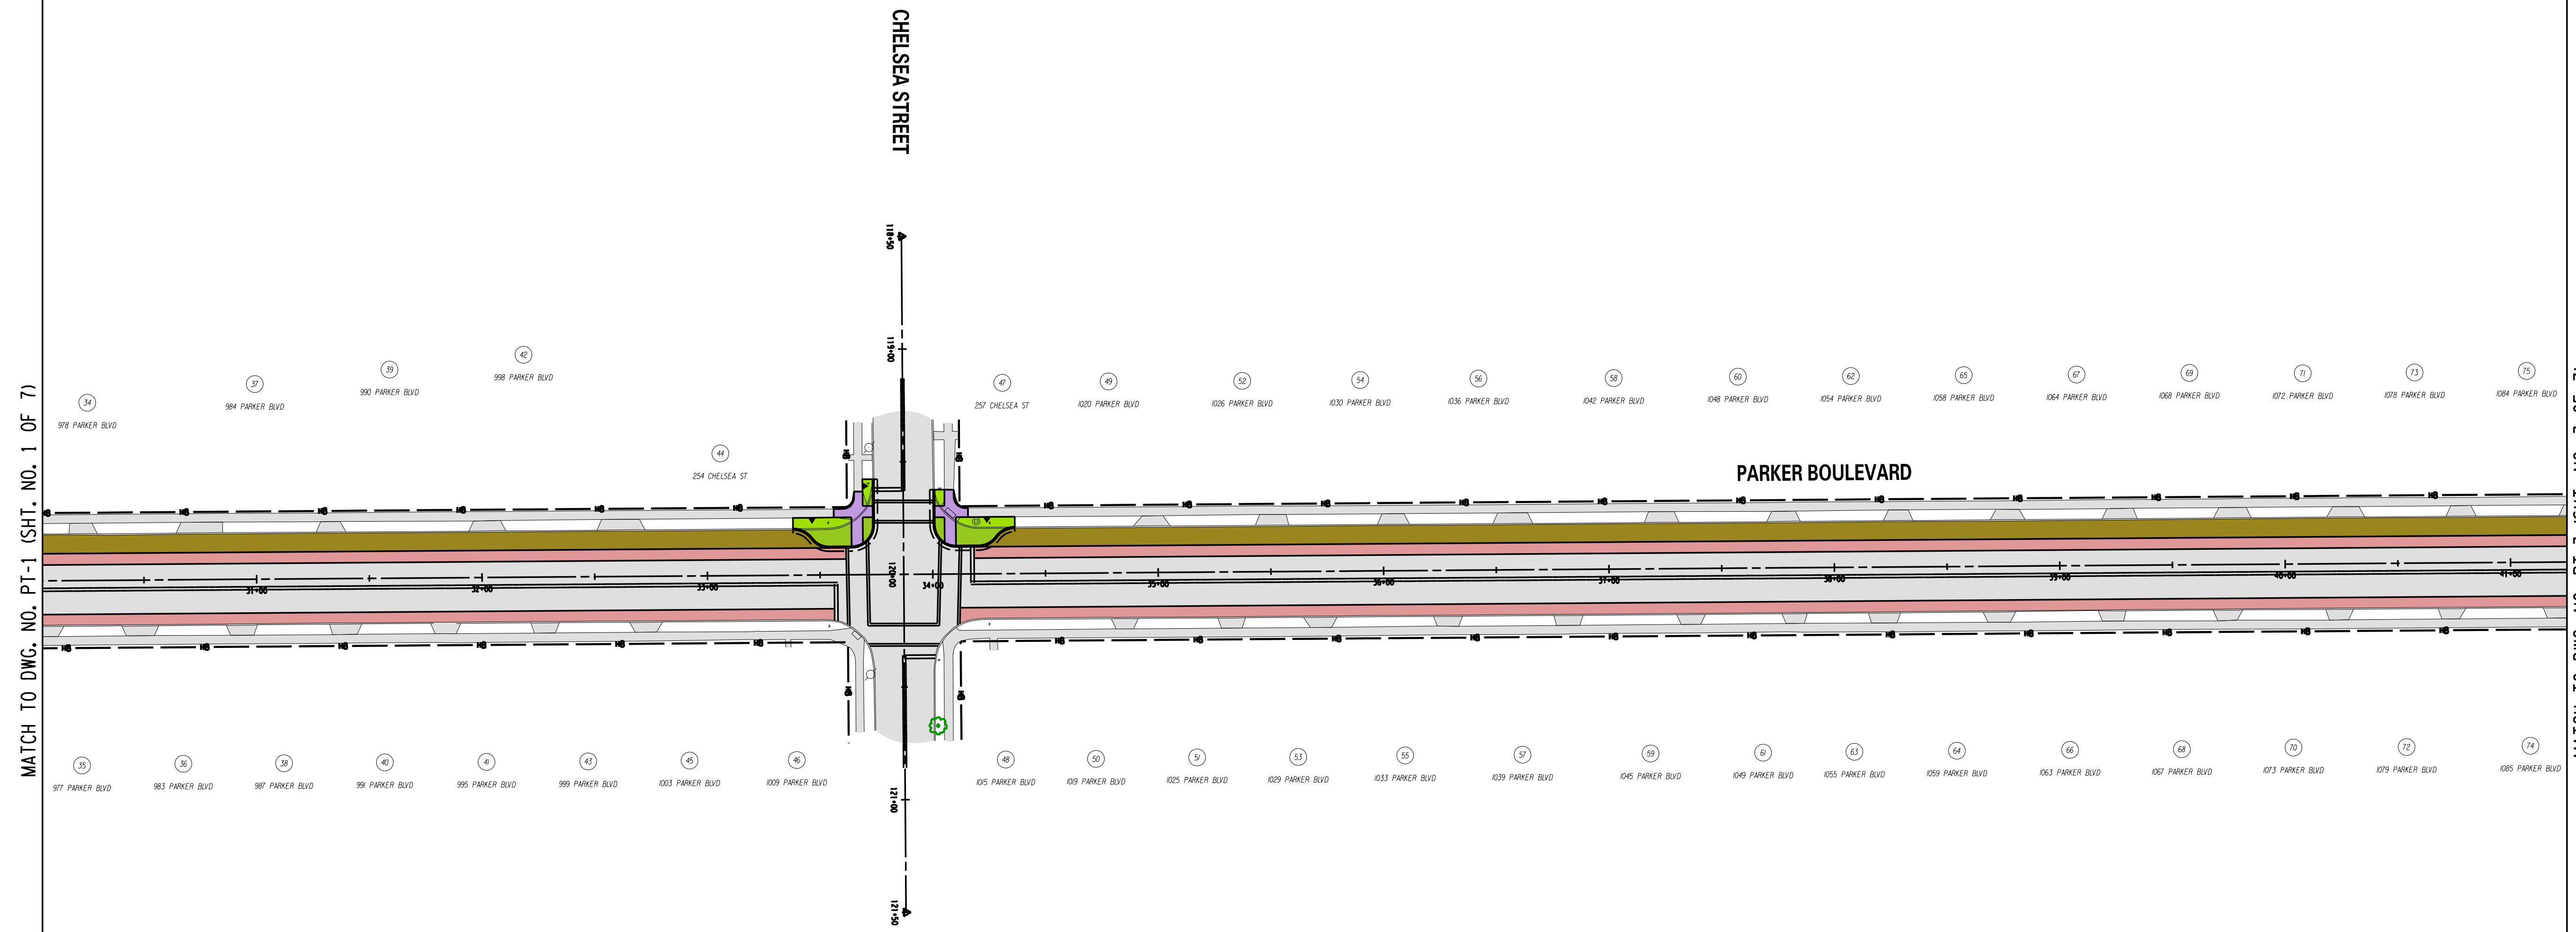 CHELSEA STREET
118+50
119+00
42
998 PARKER BLVD
39
990 PARKER BLVD
37
984 PARKER BLVD
34
978 PARKER BLVD
44
254 CHELSEA ST
47
257 CHELSEA ST
49
1020 PARKER BLVD
52
1026 PARKER BLVD
54
1030 PARKER BLVD
56
1036 PARKER BLVD
58
1042 PARKER BLVD
60
1048 PARKER BLVD
62
1054 PARKER BLVD
65
1058 PARKER BLVD
67
1064 PARKER BLVD
69
1068 PARKER BLVD
71
1072 PARKER BLVD
73
1078 PARKER BLVD
75
1084 PARKER BLVD
PARKER BOULEVARD
MATCH TO DWG. NO. PT-1 (SHT. NO. 1 OF 7)
31+00
32+00
33+00
120+00
34+00
35+00
36+00
37+00
38+00
39+00
40+00
41+00
35
977 PARKER BLVD
36
983 PARKER BLVD
38
987 PARKER BLVD
40
991 PARKER BLVD
41
995 PARKER BLVD
43
999 PARKER BLVD
45
1003 PARKER BLVD
46
1009 PARKER BLVD
48
1015 PARKER BLVD
50
1019 PARKER BLVD
51
1025 PARKER BLVD
53
1029 PARKER BLVD
55
1033 PARKER BLVD
57
1039 PARKER BLVD
59
1045 PARKER BLVD
61
1049 PARKER BLVD
63
1055 PARKER BLVD
64
1059 PARKER BLVD
66
1063 PARKER BLVD
68
1067 PARKER BLVD
70
1073 PARKER BLVD
72
1079 PARKER BLVD
74
1085 PARKER BLVD
121+00
121+50